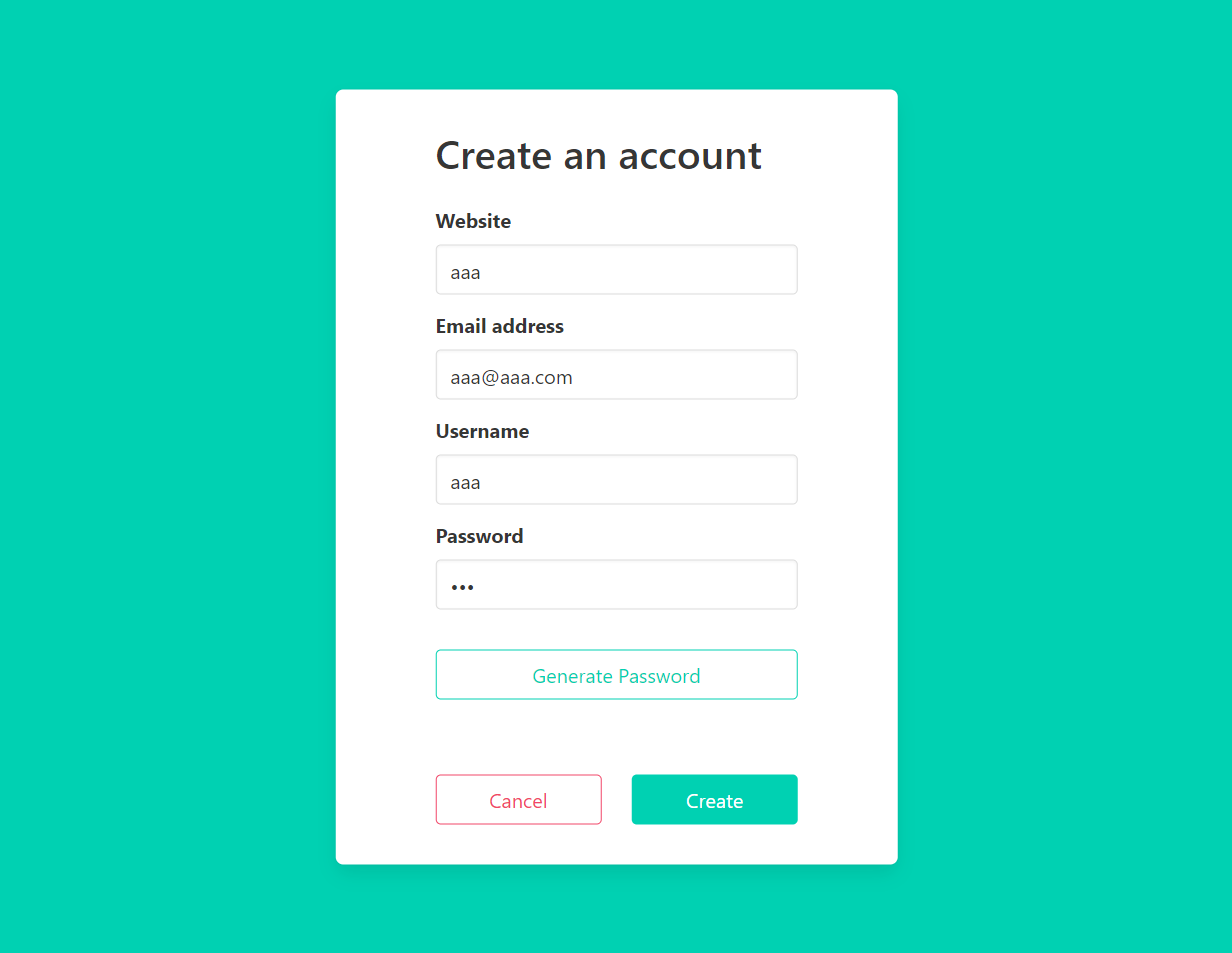 Create an account
Website
aaa
Email address
aaa@aaa.com
Username
aaa
Password
•••
Generate Password
Cancel Create